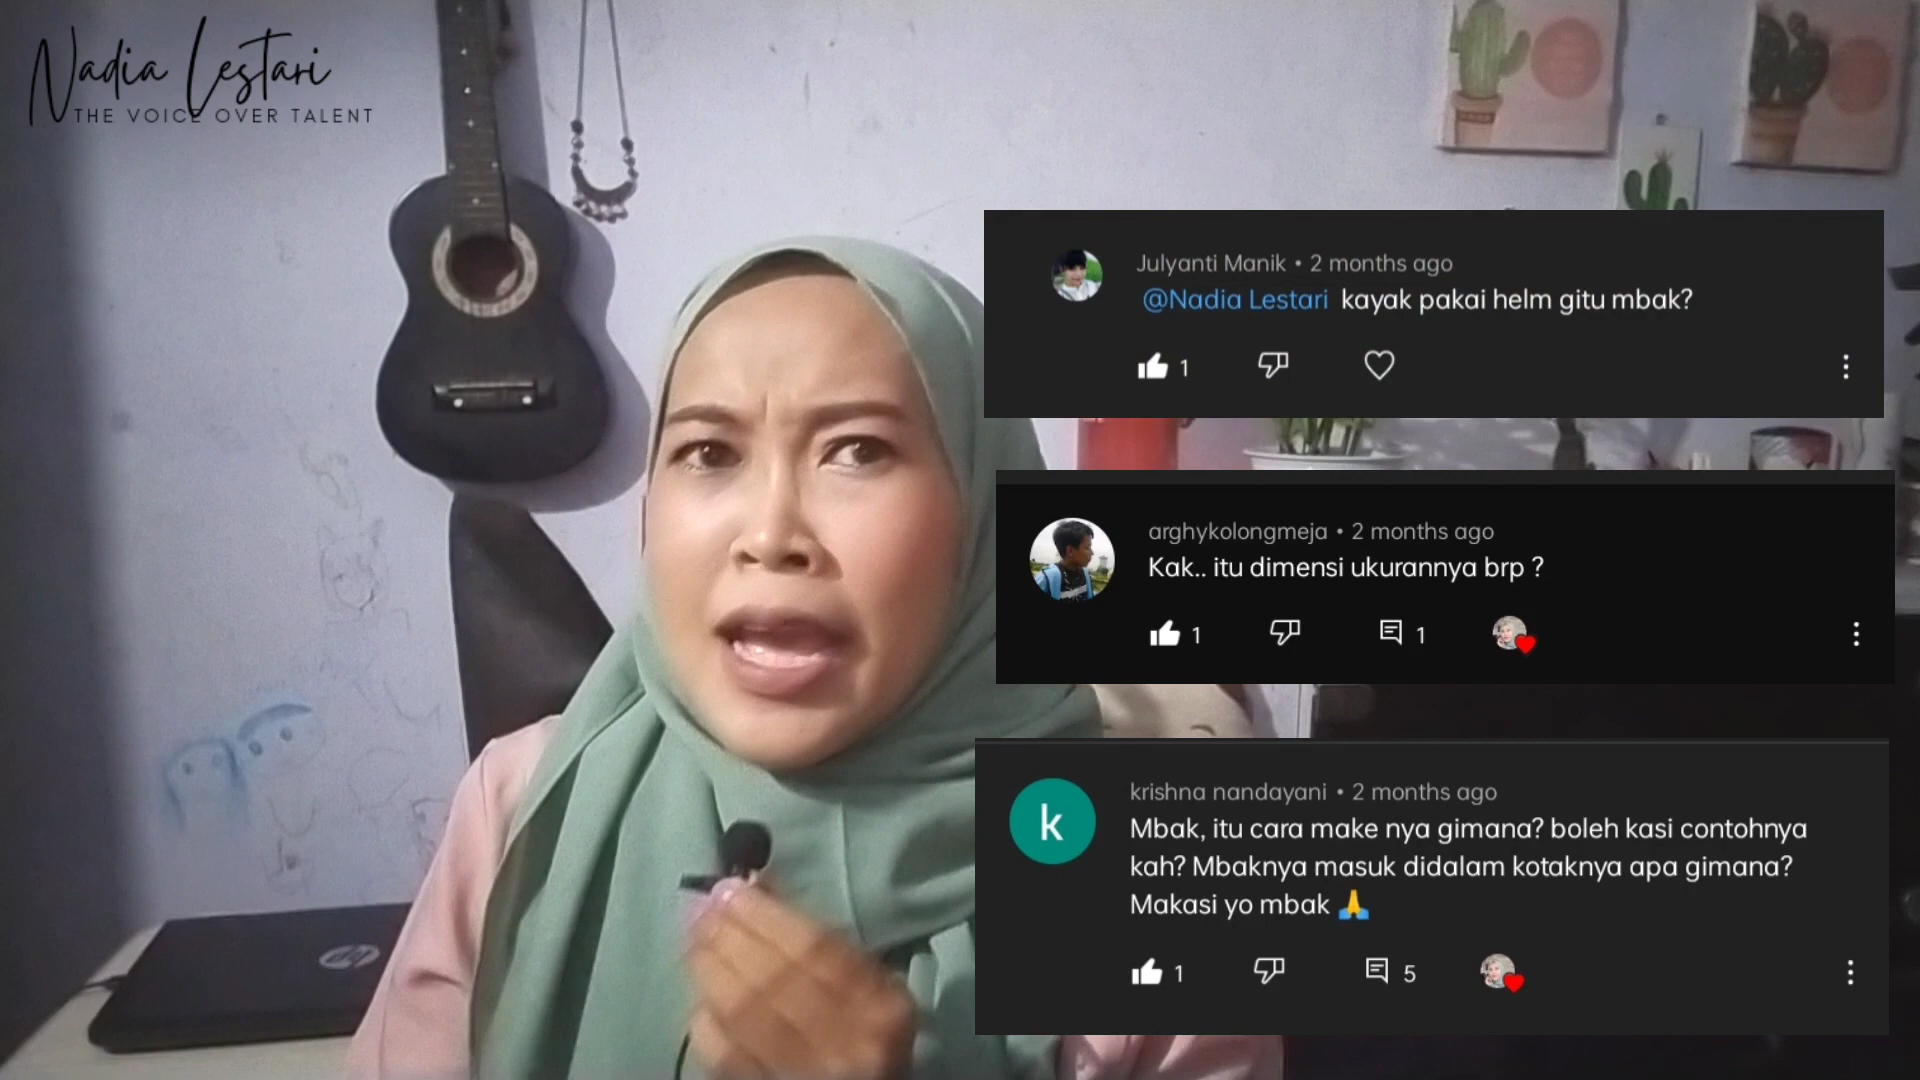 Nadia Lestari
THE VOICE OVER TALENT
Julyanti Manik • 2 months ago
@Nadia Lestari kayak pakai helm gitu mbak?
1
arghykolongmeja • 2 months ago
Kak.. itu dimensi ukurannya brp ?
1 1
k
krishna nandayani • 2 months ago
Mbak, itu cara make nya gimana? boleh kasi contohnya
kah? Mbaknya masuk didalam kotaknya apa gimana?
Makasi yo mbak 🙏
1 5
hp